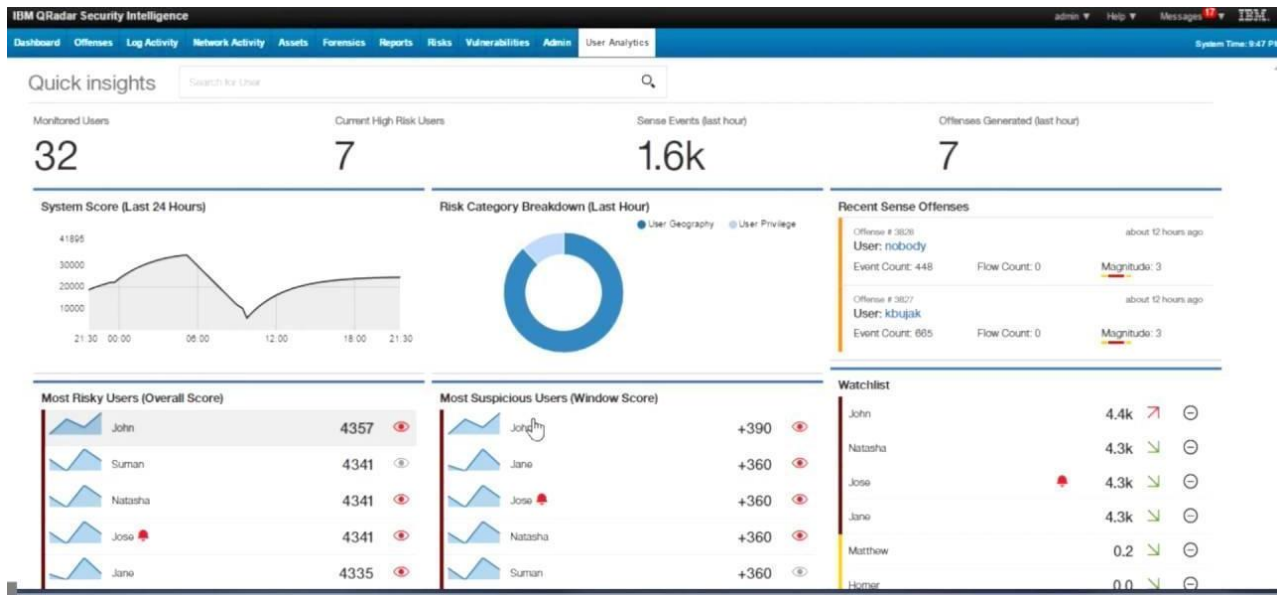 IBM QRadar Security Intelligence
admin ▼ Help ▼ Messages 17 ▼ IBM.
Dashboard Offenses Log Activity Network Activity Assets Forensics Reports Risks Vulnerabilities Admin User Analytics
System Time: 9:47 P
Quick insights
Search for User
Monitored Users
32
Current High Risk Users
7
Sense Events (last hour)
1.6k
Offenses Generated (last hour)
7
System Score (Last 24 Hours)
41895
30000
20000
10000
21:30 00:00 06:00 12:00 18:00 21:30
Risk Category Breakdown (Last Hour)
User Geography User Privilege
Recent Sense Offenses
Offense # 3828 about 12 hours ago
User: nobody
Event Count: 448 Flow Count: 0 Magnitude: 3
Offense # 3827 about 12 hours ago
User: kbujak
Event Count: 665 Flow Count: 0 Magnitude: 3
Most Risky Users (Overall Score)
John 4357
Suman 4341
Natasha 4341
Jose 4341
Jane 4335
Most Suspicious Users (Window Score)
John +390
Jane +360
Jose +360
Natasha +360
Suman +360
Watchlist
John 4.4k
Natasha 4.3k
Jose 4.3k
Jane 4.3k
Matthew 0.2
Homer 0.0